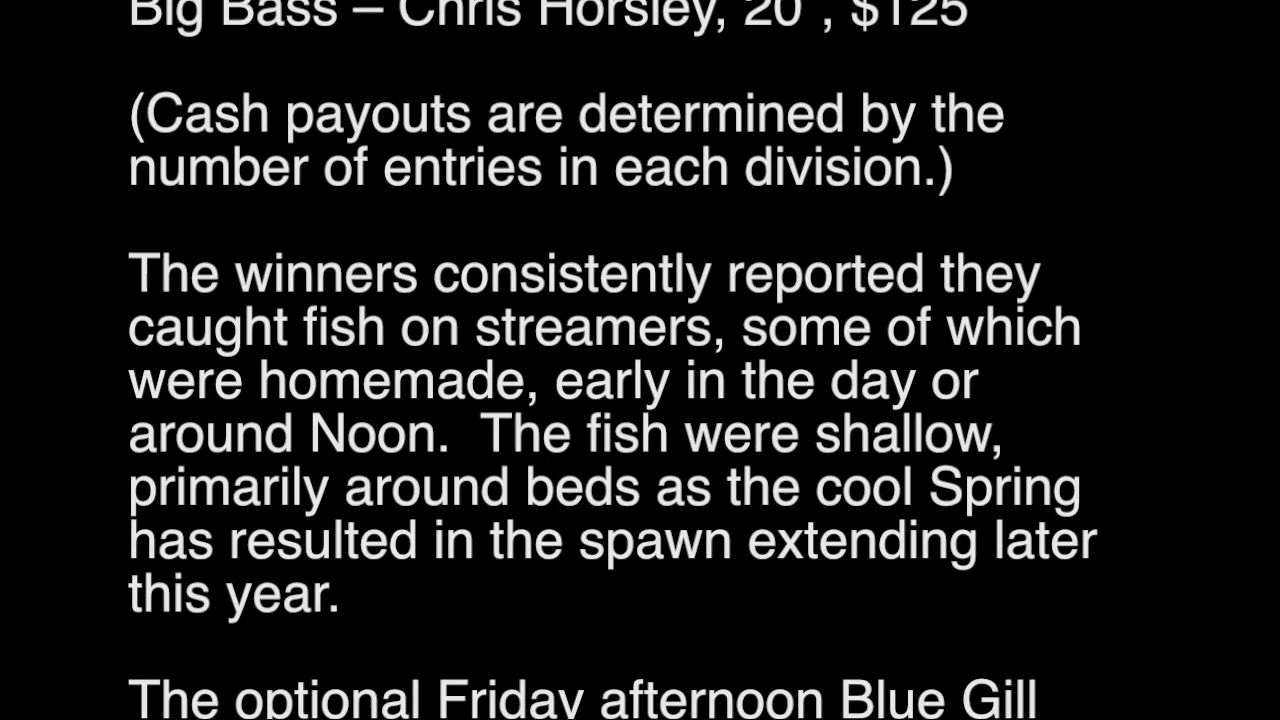 Big Bass – Chris Horsley, 20", $125
(Cash payouts are determined by the
number of entries in each division.)
The winners consistently reported they
caught fish on streamers, some of which
were homemade, early in the day or
around Noon.  The fish were shallow,
primarily around beds as the cool Spring
has resulted in the spawn extending later
this year.
The optional Friday afternoon Blue Gill